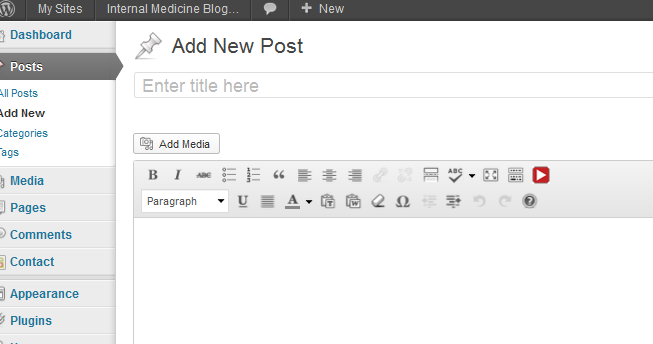 My Sites Internal Medicine Blog... + New
Dashboard
Posts
All Posts
Add New
Categories
Tags
Media
Pages
Comments
Contact
Appearance
Plugins
Add New Post
Enter title here
Add Media
B I ABC ABC
Paragraph U A Ω ?